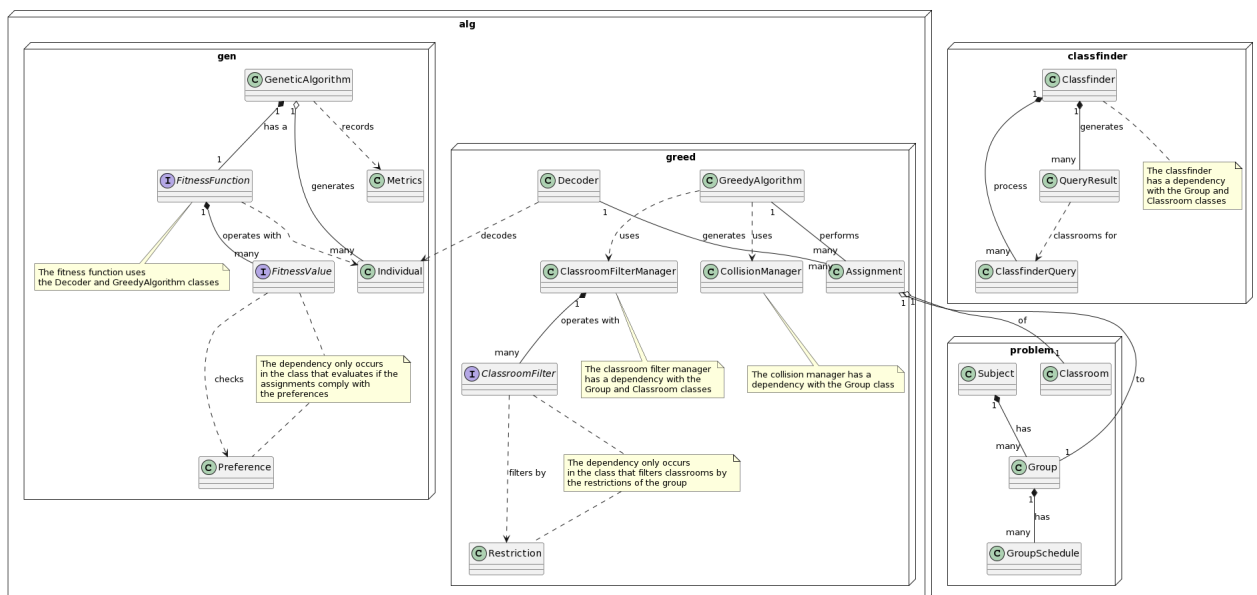 alg
gen
C GeneticAlgorithm
1
1
has a
records
1
generates
I FitnessFunction
C Metrics
1
operates with
many
many
The fitness function uses
the Decoder and GreedyAlgorithm classes
I FitnessValue
C Individual
checks
The dependency only occurs
in the class that evaluates if the
assignments comply with
the preferences
C Preference
greed
C Decoder
C GreedyAlgorithm
1
1
decodes
uses
generates
uses
performs
many
many
C ClassroomFilterManager
C CollisionManager
C Assignment
1
1
1
operates with
many
I ClassroomFilter
The classroom filter manager
has a dependency with the
Group and Classroom classes
The collision manager has a
dependency with the Group class
filters by
The dependency only occurs
in the class that filters classrooms by
the restrictions of the group
C Restriction
classfinder
C Classfinder
1
1
generates
process
many
C QueryResult
The classfinder
has a dependency
with the Group and
Classroom classes
classrooms for
many
C ClassfinderQuery
of
to
problem
1
C Subject
C Classroom
1
has
many
1
C Group
1
has
many
C GroupSchedule